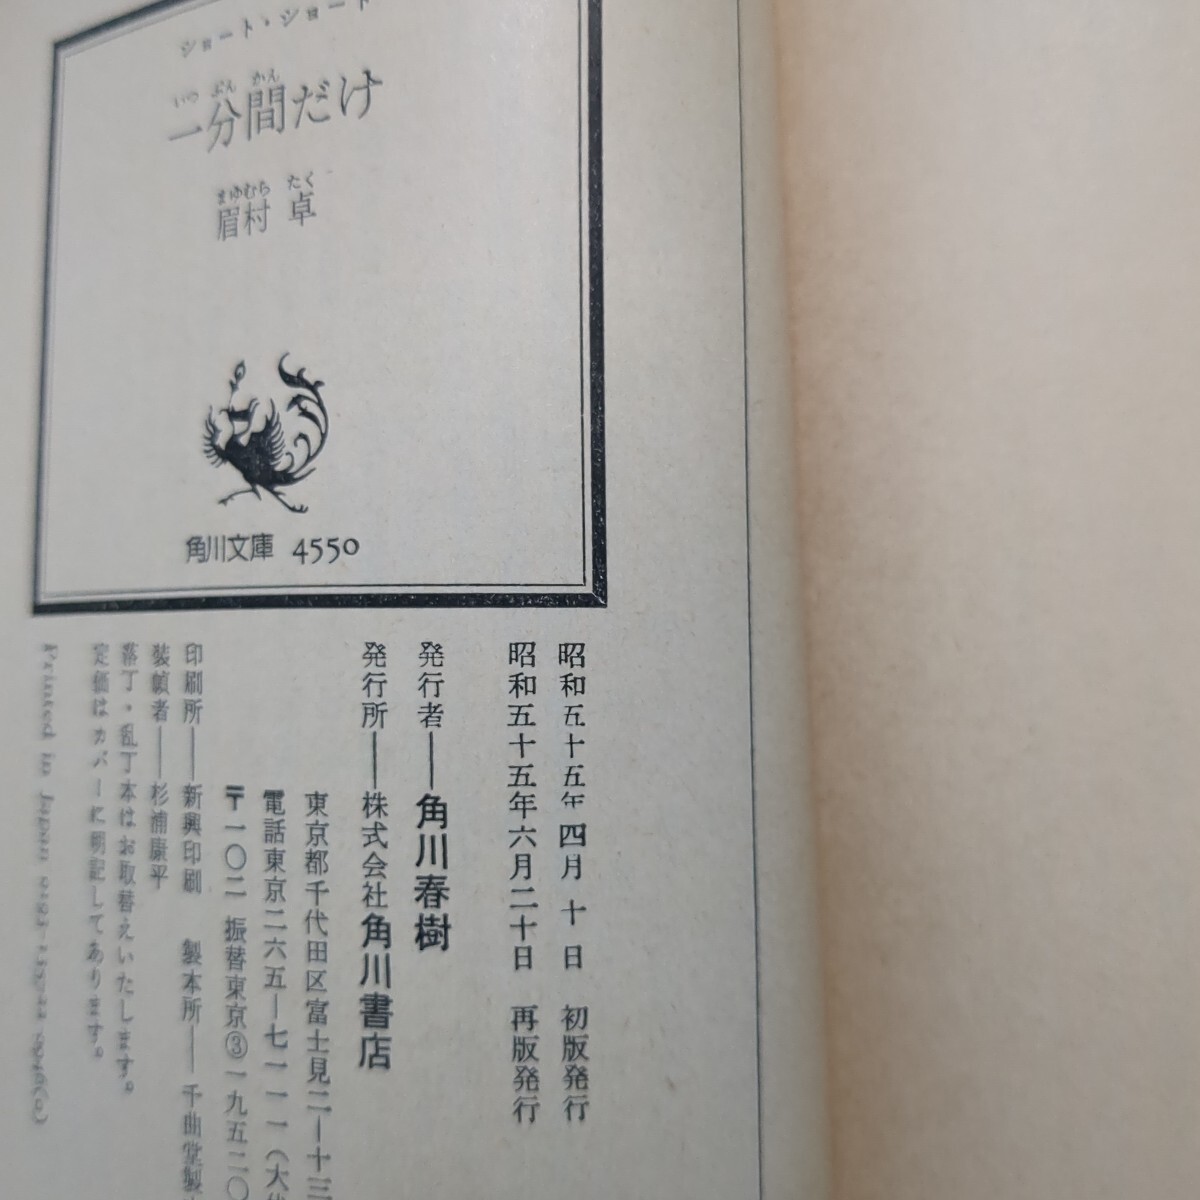 ショート・ショート
いっぷんかん
一分間だけ
まゆむら たく
眉村 卓
角川文庫 4550
昭和五十五年四月 十日 初版発行
昭和五十五年六月二十日 再版発行
発行者――角川春樹
発行所――株式会社角川書店
東京都千代田区富士見二―十三
電話東京二六五―七一一一(大代
〒一〇二 振替東京③一九五二〇
印刷所――新興印刷 製本所――千曲堂製
装幀者――杉浦康平
落丁・乱丁本はお取替えいたします。
定価はカバーに明記してあります。
Printed in Japan